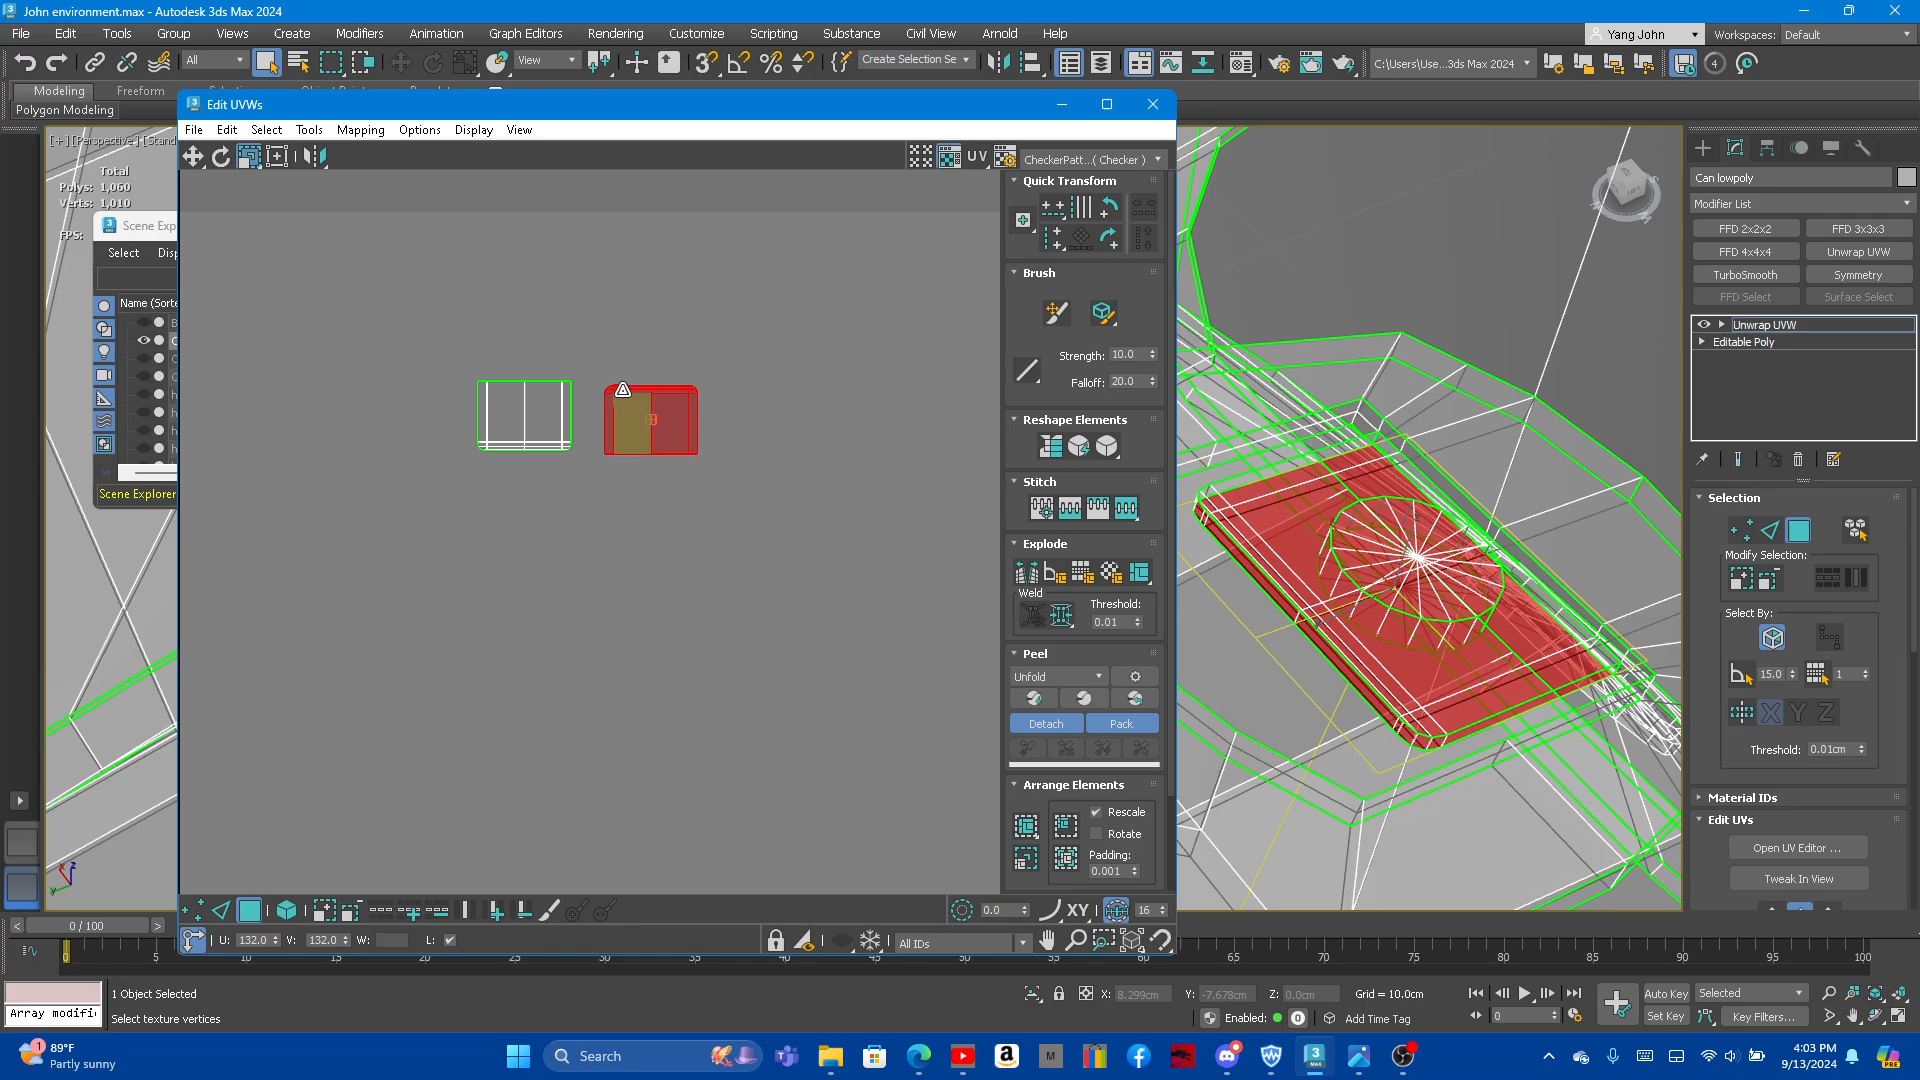 John environment.max - Autodesk 3ds Max 2024
File Edit Tools Group Views Create Modifiers Animation Graph Editors Rendering Customize Scripting Substance Civil View Arnold Help
Yang John
Workspaces: Default
All
View
Create Selection Se
C:\Users\Use...3ds Max 2024
4
Modeling Freeform
Polygon Modeling
Edit UVWs
File Edit Select Tools Mapping Options Display View
UV
CheckerPatt...( Checker )
[+] [Perspective] [Stand
Total
Polys: 1,060
Verts: 1,010
FPS:
Scene Exp
Select Disp
Name (Sorte
Scene Explorer
Quick Transform
Brush
Strength: 10.0
Falloff: 20.0
Reshape Elements
Stitch
Explode
Weld
Threshold:
0.01
Peel
Unfold
Detach Pack
Arrange Elements
Rescale
Rotate
Padding:
0.001
0.0
XY
16
U: 132.0 V: 132.0 W: L:
All IDs
Can lowpoly
Modifier List
FFD 2x2x2 FFD 3x3x3
FFD 4x4x4 Unwrap UVW
TurboSmooth Symmetry
FFD Select Surface Select
Unwrap UVW
Editable Poly
Selection
Modify Selection:
Select By:
15.0
1
X Y Z
Threshold: 0.01cm
Material IDs
Edit UVs
Open UV Editor ...
Tweak In View
0 / 100
0 5 10 15 20 25 30 35 40 45 50 55 60 65 70 75 80 85 90 95 100
1 Object Selected
Select texture vertices
Array modifi
X: 8.299cm Y: -7.678cm Z: 0.0cm Grid = 10.0cm
Enabled: 0 Add Time Tag
0
Auto Key Selected
Set Key Key Filters...
1
89°F
Partly sunny
Search
M
4:03 PM
9/13/2024
PRE